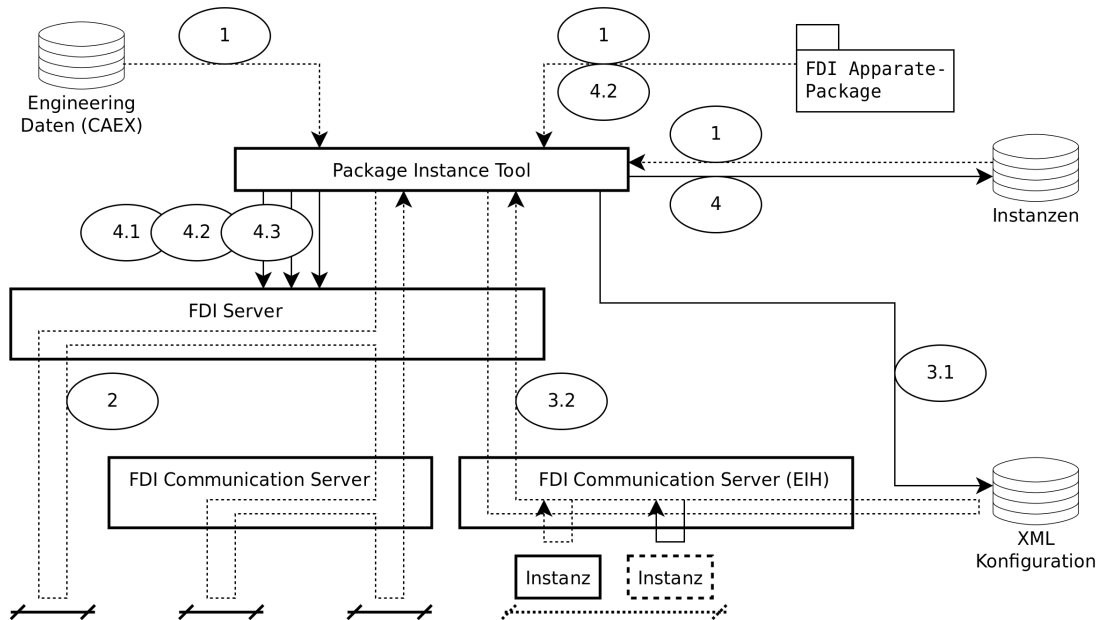 1
1
FDI Apparate-
Package
4.2
Engineering
Daten (CAEX)
1
Package Instance Tool
4
Instanzen
4.1
4.2
4.3
FDI Server
3.1
2
3.2
FDI Communication Server
FDI Communication Server (EIH)
XML
Konfiguration
Instanz
Instanz